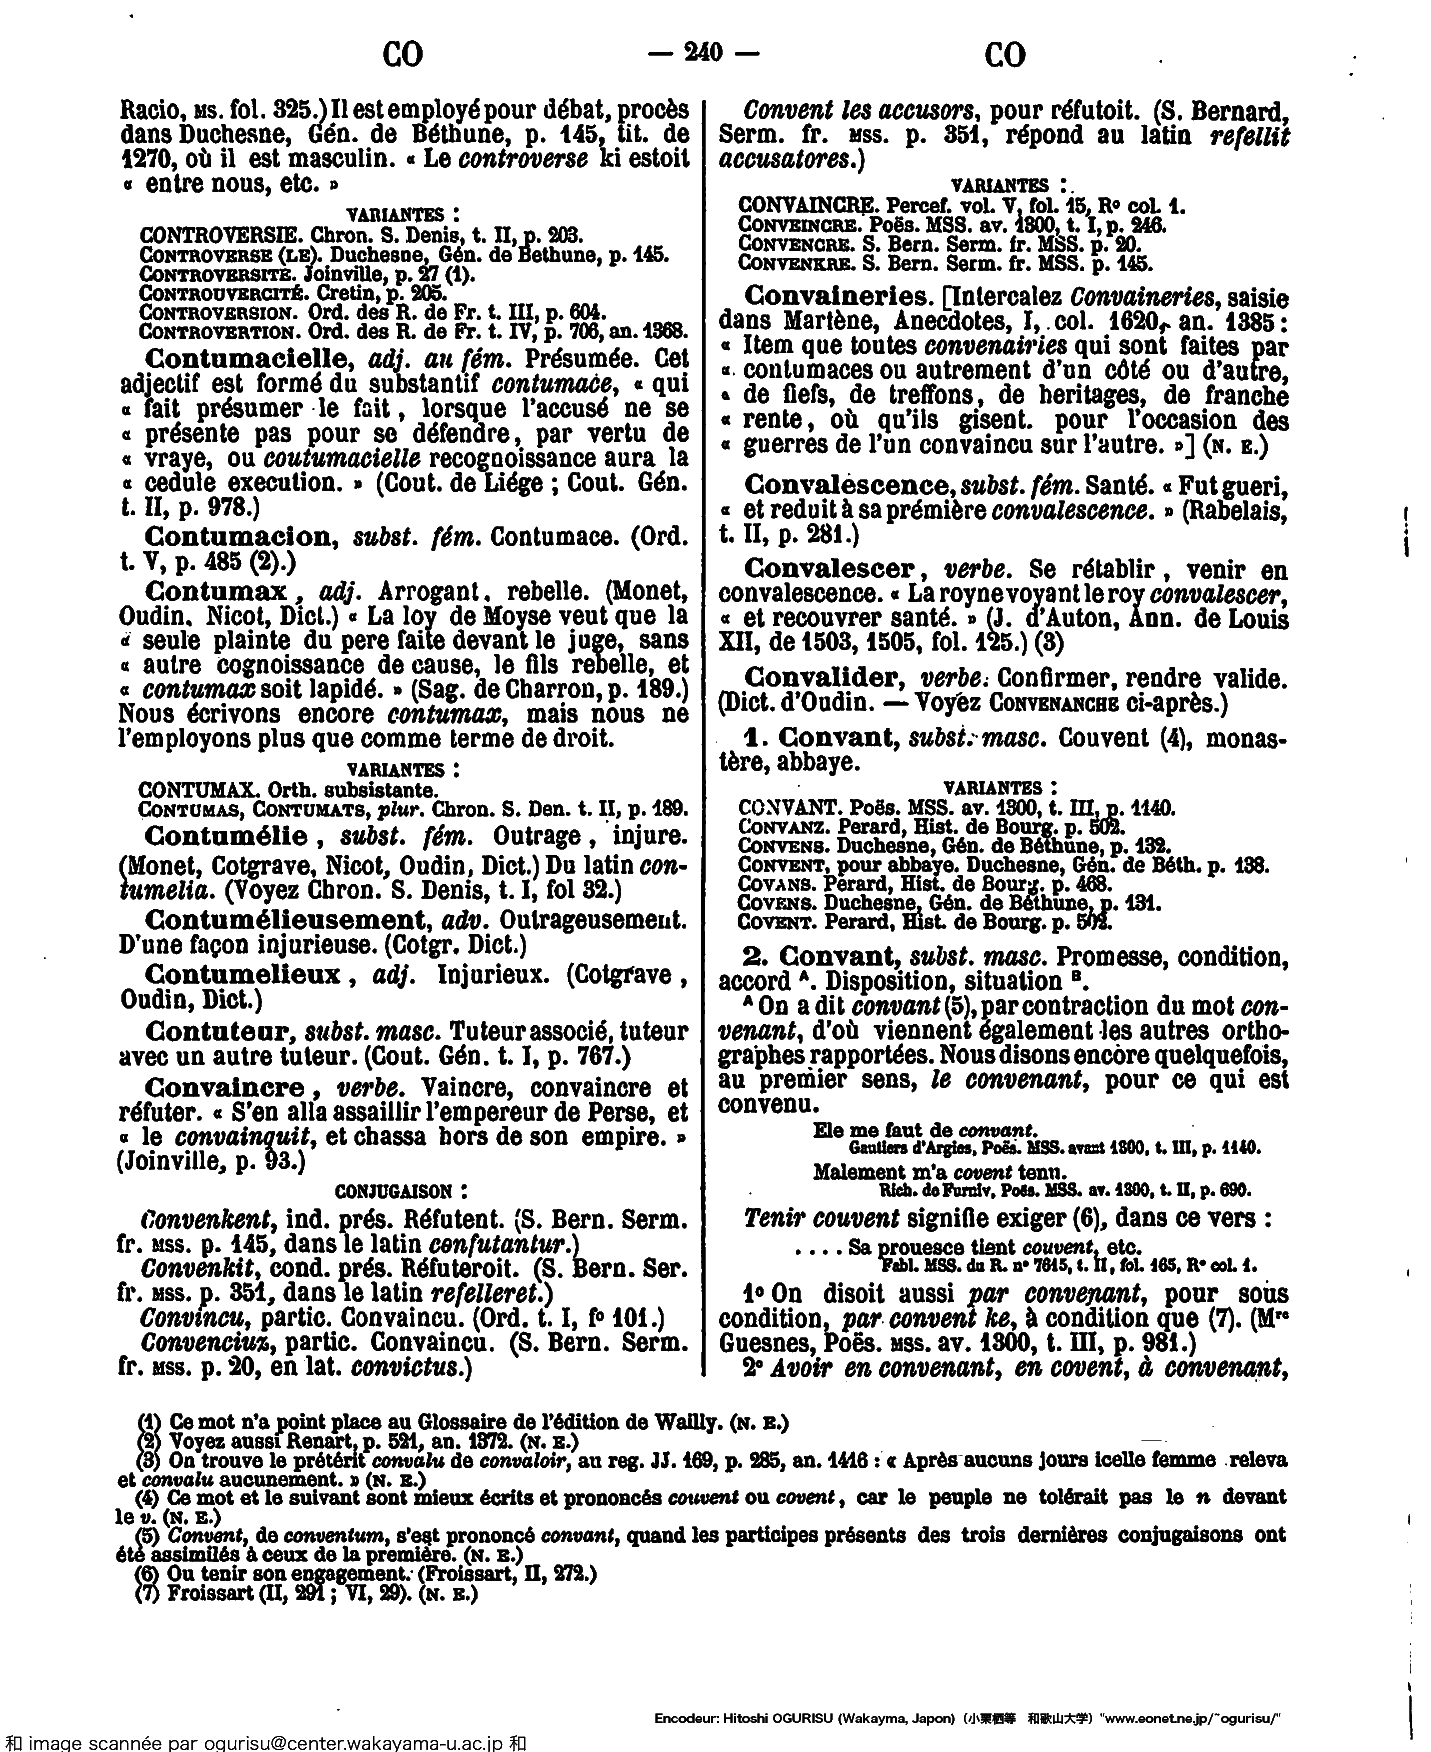 CO — 240 — CO
Racio, MS. fol. 325.) Il est employé pour débat, procès
dans Duchesne, Gén. de Béthune, p. 145, tit. de
1270, où il est masculin. « Le controverse ki estoit
« entre nous, etc. »
VARIANTES :
CONTROVERSIE. Chron. S. Denis, t. II, p. 203.
CONTROVERSE (LE). Duchesne, Gén. de Bethune, p. 145.
CONTROVERSITÉ. Joinville, p. 27 (1).
CONTROUVERCITÉ. Cretin, p. 205.
CONTROVERSION. Ord. des R. de Fr. t. III, p. 604.
CONTROVERTION. Ord. des R. de Fr. t. IV, p. 706, an. 1368.
Contumacielle, adj. au fém. Présumée. Cet
adjectif est formé du substantif contumace, « qui
« fait présumer le fait, lorsque l'accusé ne se
« présente pas pour se défendre, par vertu de
« vraye, ou coutumacielle recognoissance aura la
« cedule execution. » (Cout. de Liége ; Cout. Gén.
t. II, p. 978.)
Contumacion, subst. fém. Contumace. (Ord.
t. V, p. 485 (2).)
Contumax, adj. Arrogant, rebelle. (Monet,
Oudin, Nicot, Dict.) « La loy de Moyse veut que la
« seule plainte du pere faite devant le juge, sans
« autre cognoissance de cause, le fils rebelle, et
« contumax soit lapidé. » (Sag. de Charron, p. 189.)
Nous écrivons encore contumax, mais nous ne
l'employons plus que comme terme de droit.
VARIANTES :
CONTUMAX. Orth. subsistante.
CONTUMAS, CONTUMATS, plur. Chron. S. Den. t. II, p. 189.
Contumélie, subst. fém. Outrage, injure.
(Monet, Cotgrave, Nicot, Oudin, Dict.) Du latin con-
tumelia. (Voyez Chron. S. Denis, t. I, fol 32.)
Contumélieusement, adv. Outrageusement.
D'une façon injurieuse. (Cotgr. Dict.)
Contumelieux, adj. Injurieux. (Cotgrave,
Oudin, Dict.)
Contuteur, subst. masc. Tuteur associé, tuteur
avec un autre tuteur. (Cout. Gén. t. I, p. 767.)
Convaincre, verbe. Vaincre, convaincre et
réfuter. « S'en alla assaillir l'empereur de Perse, et
« le convainquit, et chassa hors de son empire. »
(Joinville, p. 93.)
CONJUGAISON :
Convenkent, ind. prés. Réfutent. (S. Bern. Serm.
fr. MSS. p. 145, dans le latin confutantur.)
Convenkit, cond. prés. Réfuteroit. (S. Bern. Ser.
fr. MSS. p. 351, dans le latin refelleret.)
Convincu, partic. Convaincu. (Ord. t. I, fº 101.)
Convenciuz, partic. Convaincu. (S. Bern. Serm.
fr. MSS. p. 20, en lat. convictus.)
Convent les accusors, pour réfutoit. (S. Bernard,
Serm. fr. MSS. p. 351, répond au latin refellit
accusatores.)
VARIANTES :
CONVAINCRE. Percef. vol. V, fol. 15, Rº col. 1.
CONVEINCRE. Poës. MSS. av. 1300, t. I, p. 246.
CONVENCRE. S. Bern. Serm. fr. MSS. p. 20.
CONVENKRE. S. Bern. Serm. fr. MSS. p. 145.
Convaineries. [Intercalez Convaineries, saisie
dans Martène, Anecdotes, I, col. 1620, an. 1385 :
« Item que toutes convenairies qui sont faites par
« contumaces ou autrement d'un côté ou d'autre,
« de fiefs, de treffons, de heritages, de franche
« rente, où qu'ils gisent. pour l'occasion des
« guerres de l'un convaincu sur l'autre. »] (N. E.)
Convalescence, subst. fém. Santé. « Fut gueri,
« et reduit à sa prémière convalescence. » (Rabelais,
t. II, p. 281.)
Convalescer, verbe. Se rétablir, venir en
convalescence. « La royne voyant le roy convalescer,
« et recouvrer santé. » (J. d'Auton, Ann. de Louis
XII, de 1503, 1505, fol. 125.) (3)
Convalider, verbe. Confirmer, rendre valide.
(Dict. d'Oudin. — Voyez CONVENANCHE ci-après.)
1. Convant, subst. masc. Couvent (4), monas-
tère, abbaye.
VARIANTES :
CONVANT. Poës. MSS. av. 1300, t. III, p. 1140.
CONVANZ. Perard, Hist. de Bourg. p. 502.
CONVENS. Duchesne, Gén. de Béthune, p. 132.
CONVENT, pour abbaye. Duchesne, Gén. de Béth. p. 138.
COVANS. Perard, Hist. de Bourg. p. 468.
COVENS. Duchesne, Gén. de Béthune, p. 131.
COVENT. Perard, Hist. de Bourg. p. 502.
2. Convant, subst. masc. Promesse, condition,
accord A. Disposition, situation B.
A On a dit convant (5), par contraction du mot con-
venant, d'où viennent également les autres ortho-
graphes rapportées. Nous disons encore quelquefois,
au premier sens, le convenant, pour ce qui est
convenu.
Ele me faut de convant.
Gautiers d'Argies, Poës. MSS. avant 1300, t. III, p. 1140.
Malement m'a covent tenu.
Rich. de Furniv, Poës. MSS. av. 1300, t. II, p. 690.
Tenir couvent signifie exiger (6), dans ce vers :
. . . . Sa prouesce tient couvent, etc.
Fabl. MSS. du R. nº 7615, t. II, fol. 165, Rº col. 1.
1º On disoit aussi par convenant, pour sous
condition, par convent ke, à condition que (7). (Mre
Guesnes, Poës. MSS. av. 1300, t. III, p. 981.)
2º Avoir en convenant, en covent, à convenant,
(1) Ce mot n'a point place au Glossaire de l'édition de Wailly. (N. E.)
(2) Voyez aussi Renart, p. 521, an. 1372. (N. E.)
(3) On trouve le prétérit convalu de convaloir, au reg. JJ. 169, p. 285, an. 1416 : « Après aucuns jours icelle femme releva
et convalu aucunement. » (N. E.)
(4) Ce mot et le suivant sont mieux écrits et prononcés couvent ou covent, car le peuple ne tolérait pas le n devant
le v. (N. E.)
(5) Convent, de conventum, s'est prononcé convant, quand les participes présents des trois dernières conjugaisons ont
été assimilés à ceux de la première. (N. E.)
(6) Ou tenir son engagement. (Froissart, II, 272.)
(7) Froissart (II, 291 ; VI, 29). (N. E.)
Encodeur: Hitoshi OGURISU (Wakayma, Japon) (小栗栖等 和歌山大学) "www.eonet.ne.jp/~ogurisu/"
和 image scannée par ogurisu@center.wakayama-u.ac.jp 和